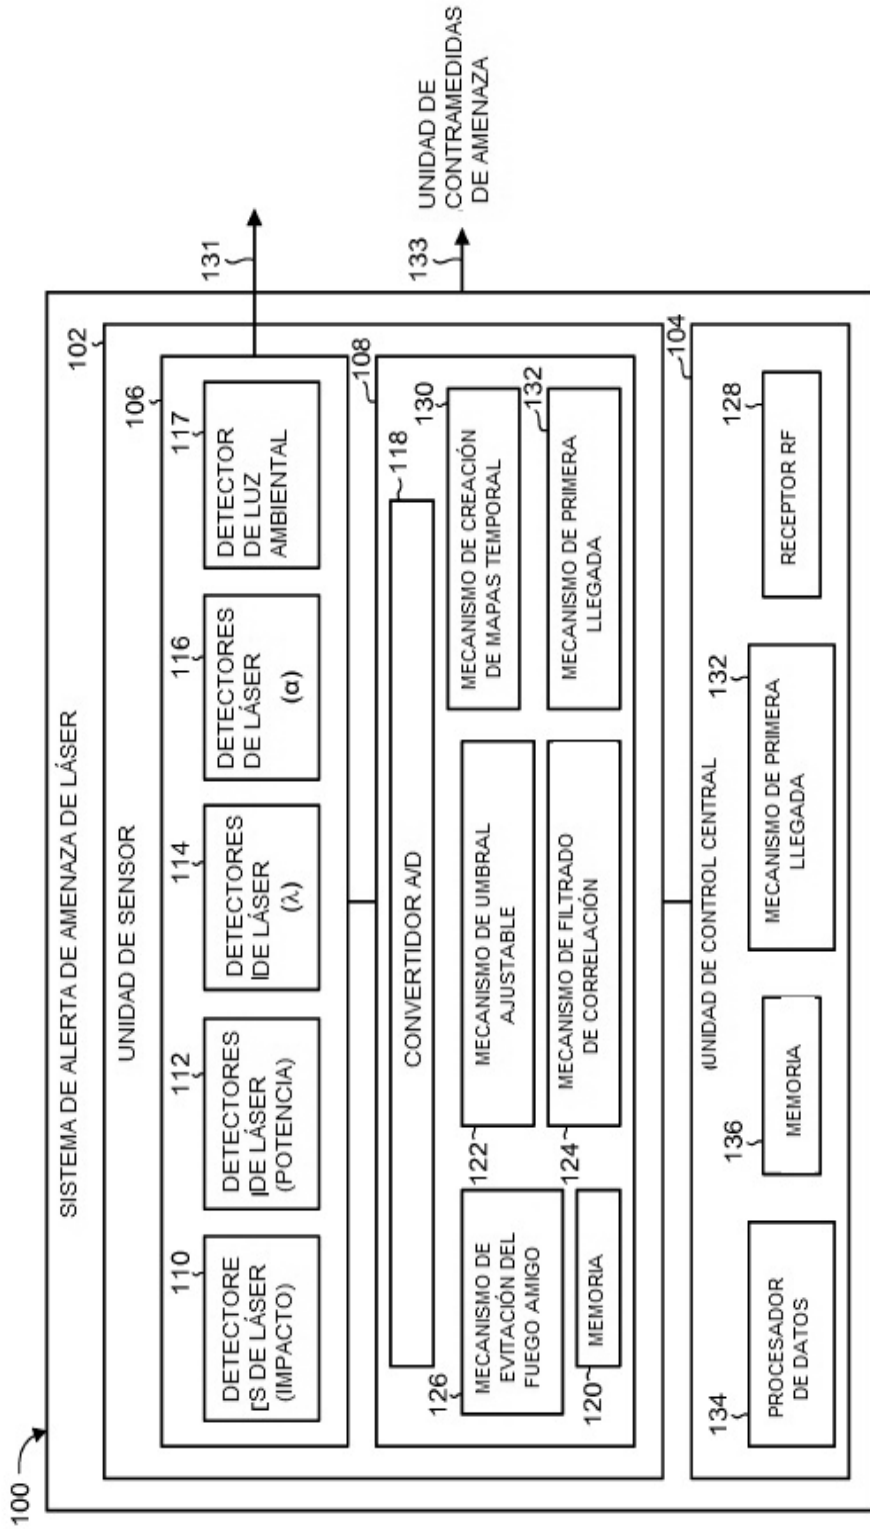 100
SISTEMA DE ALERTA DE AMENAZA DE LÁSER
102
UNIDAD DE SENSOR
106
110
DETECTORE
S DE LÁSER
(IMPACTO)
112
DETECTORES
DE LÁSER
(POTENCIA)
114
DETECTORES
DE LÁSER
(λ)
116
DETECTORES
DE LÁSER
(α)
117
DETECTOR
DE LUZ
AMBIENTAL
131
108
CONVERTIDOR A/D
118
126
MECANISMO DE
EVITACIÓN DEL
FUEGO AMIGO
122
MECANISMO DE UMBRAL
AJUSTABLE
130
MECANISMO DE CREACIÓN
DE MAPAS TEMPORAL
120
MEMORIA
124
MECANISMO DE FILTRADO
DE CORRELACIÓN
132
MECANISMO DE PRIMERA
LLEGADA
133
UNIDAD DE
CONTRAMEDIDAS
DE AMENAZA
104
UNIDAD DE CONTROL CENTRAL
134
PROCESADOR
DE DATOS
136
MEMORIA
132
MECANISMO DE PRIMERA
LLEGADA
128
RECEPTOR RF